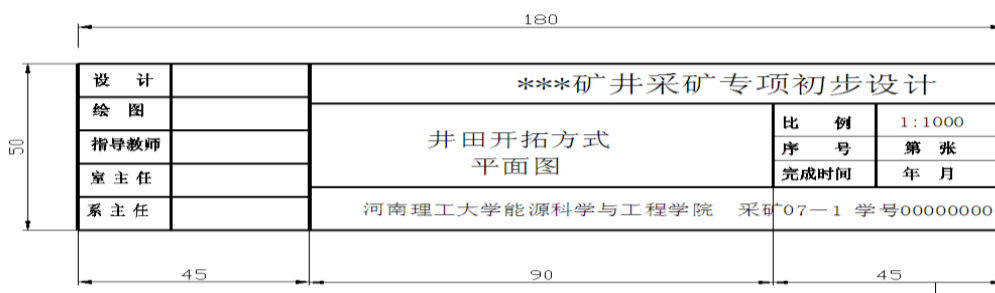 180
50
设 计
绘 图
指导教师
室主任
系主任
***矿井采矿专项初步设计
井田开拓方式
平面图
比 例 1:1000
序 号 第 张
完成时间 年 月
河南理工大学能源科学与工程学院 采矿07—1 学号00000000
45 90 45